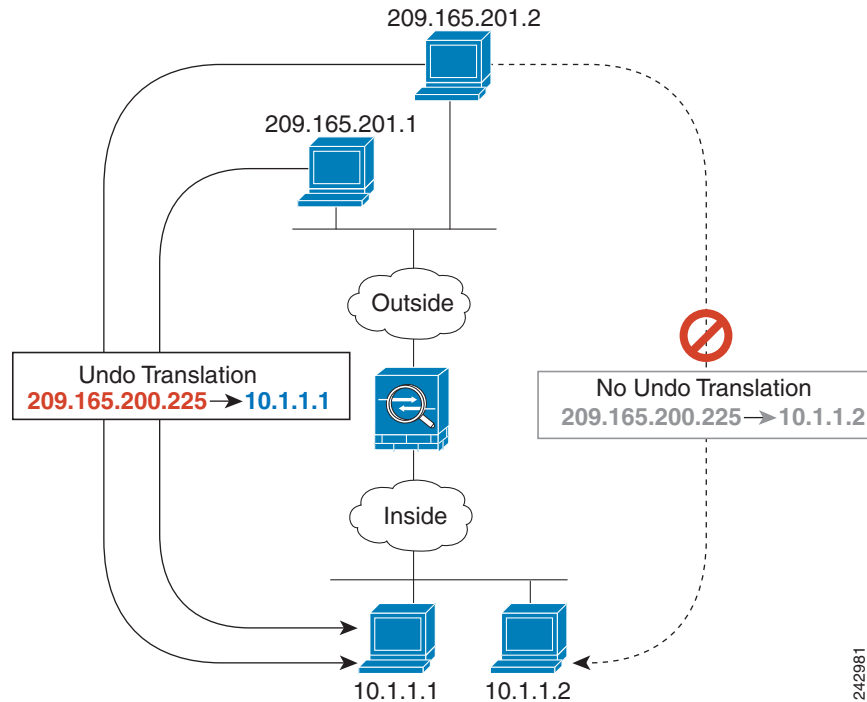 209.165.201.2
209.165.201.1
Outside
Undo Translation
209.165.200.225 → 10.1.1.1
No Undo Translation
209.165.200.225 → 10.1.1.2
Inside
10.1.1.1
10.1.1.2
242981